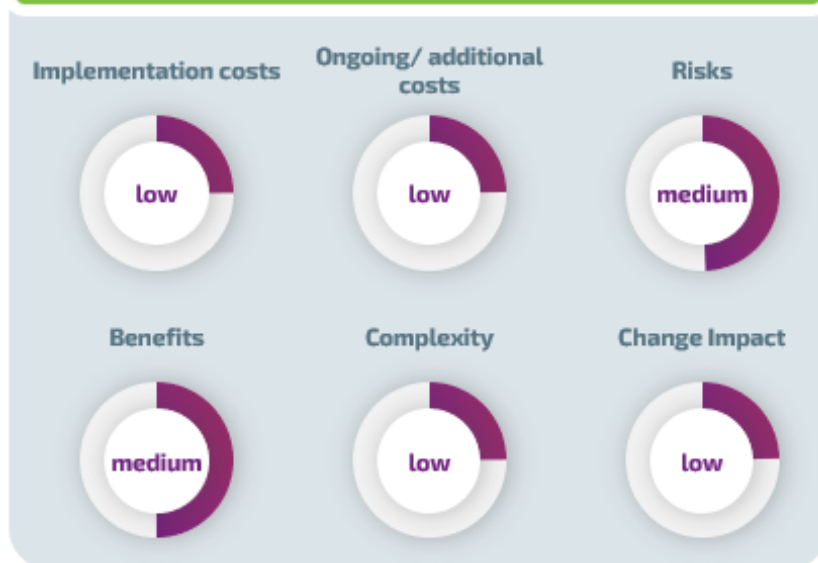 Implementation costs
Ongoing/ additional
costs
Risks
low
low
medium
Benefits
Complexity
Change Impact
medium
low
low